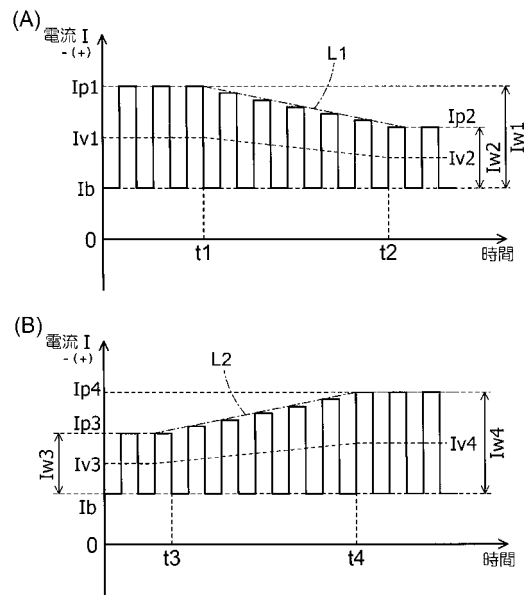 (A)
電流 I
-(+)
L1
Ip1
Ip2
Iv1
Iv2
Iw2
Iw1
Ib
0
t1
t2
時間
(B)
電流 I
-(+)
L2
Ip4
Ip3
Iv4
Iw4
Iv3
Iw3
Ib
0
t3
t4
時間